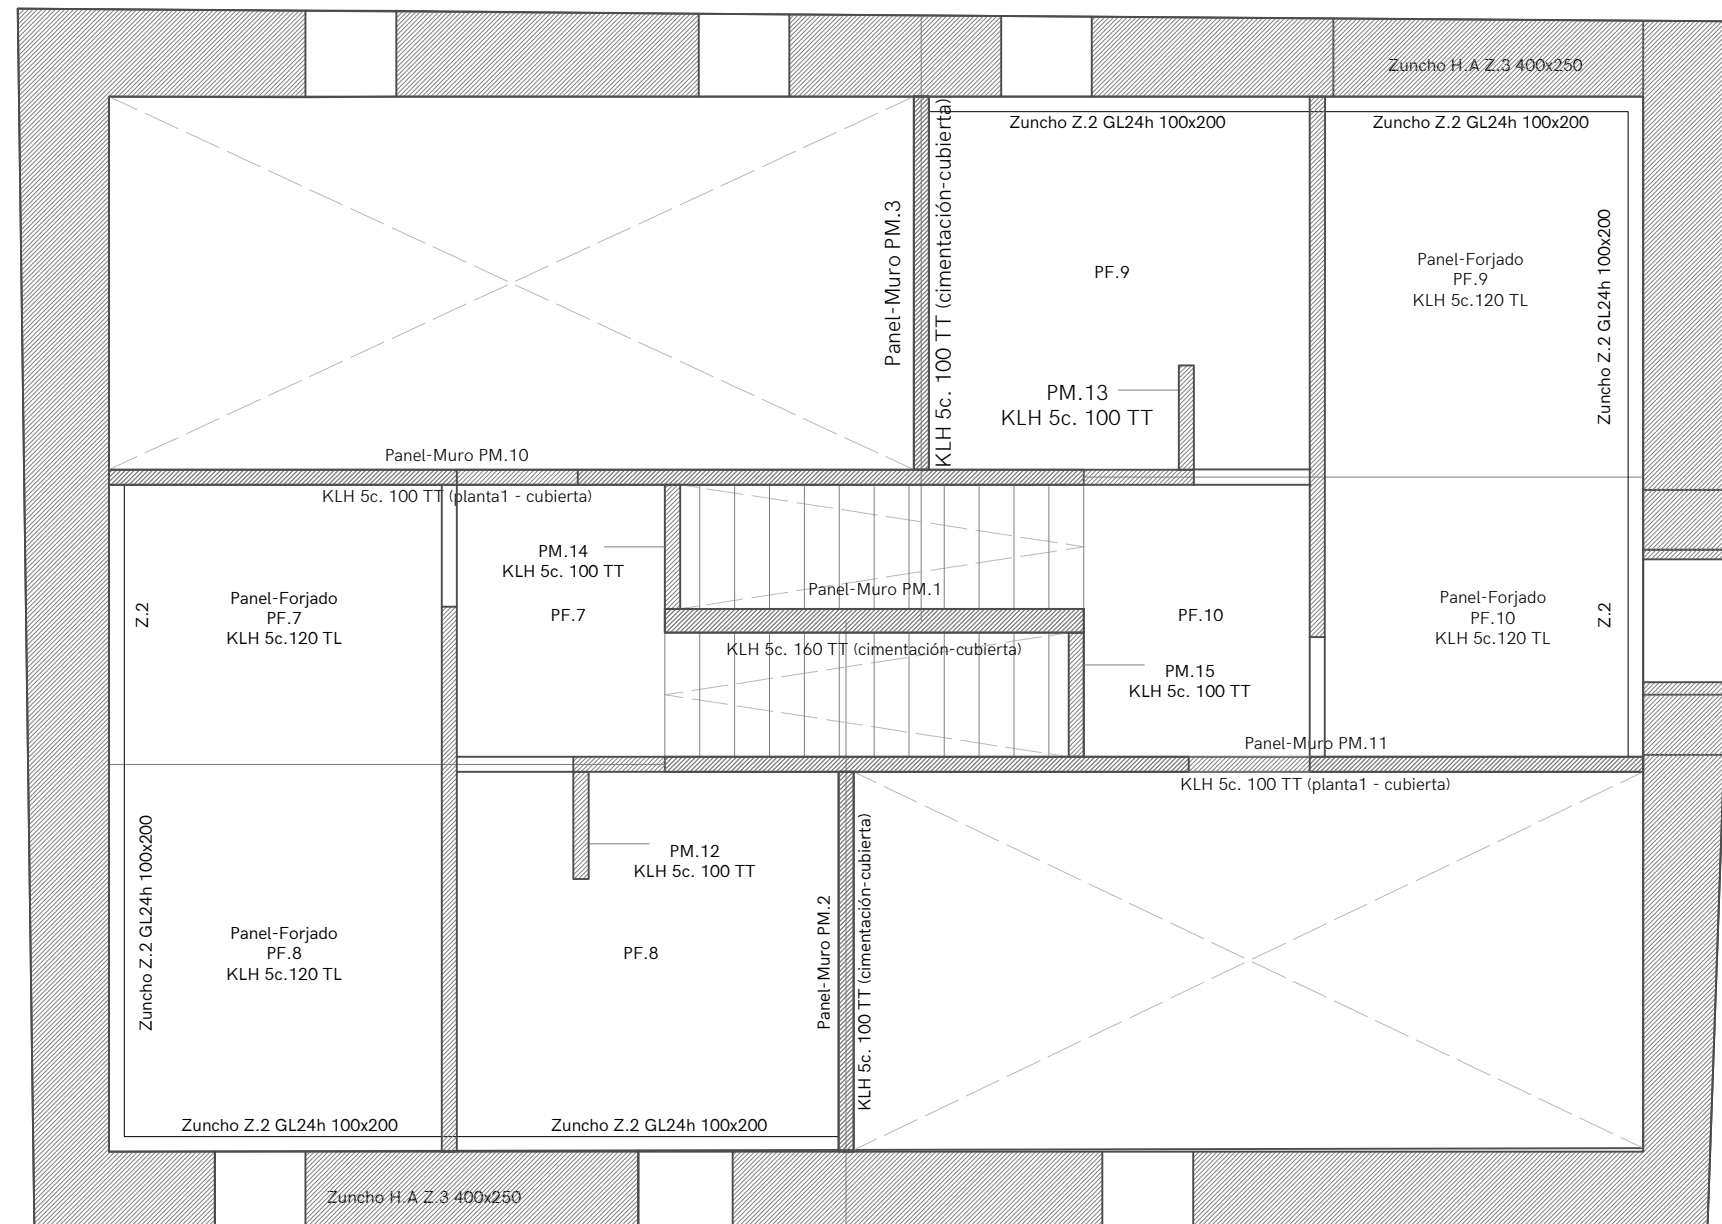 Zuncho H.A Z.3 400x250
Zuncho Z.2 GL24h 100x200
Zuncho Z.2 GL24h 100x200
Panel-Muro PM.3
KLH 5c. 100 TT (cimentación-cubierta)
PF.9
Panel-Forjado
PF.9
KLH 5c.120 TL
Zuncho Z.2 GL24h 100x200
PM.13
KLH 5c. 100 TT
Panel-Muro PM.10
KLH 5c. 100 TT (planta1 - cubierta)
PM.14
KLH 5c. 100 TT
Panel-Muro PM.1
Z.2
Panel-Forjado
PF.7
KLH 5c.120 TL
PF.7
PF.10
Panel-Forjado
PF.10
KLH 5c.120 TL
Z.2
KLH 5c. 160 TT (cimentación-cubierta)
PM.15
KLH 5c. 100 TT
Panel-Muro PM.11
KLH 5c. 100 TT (planta1 - cubierta)
Zuncho Z.2 GL24h 100x200
PM.12
KLH 5c. 100 TT
Panel-Muro PM.2
KLH 5c. 100 TT (cimentación-cubierta)
Panel-Forjado
PF.8
KLH 5c.120 TL
PF.8
Zuncho Z.2 GL24h 100x200
Zuncho Z.2 GL24h 100x200
Zuncho H.A Z.3 400x250